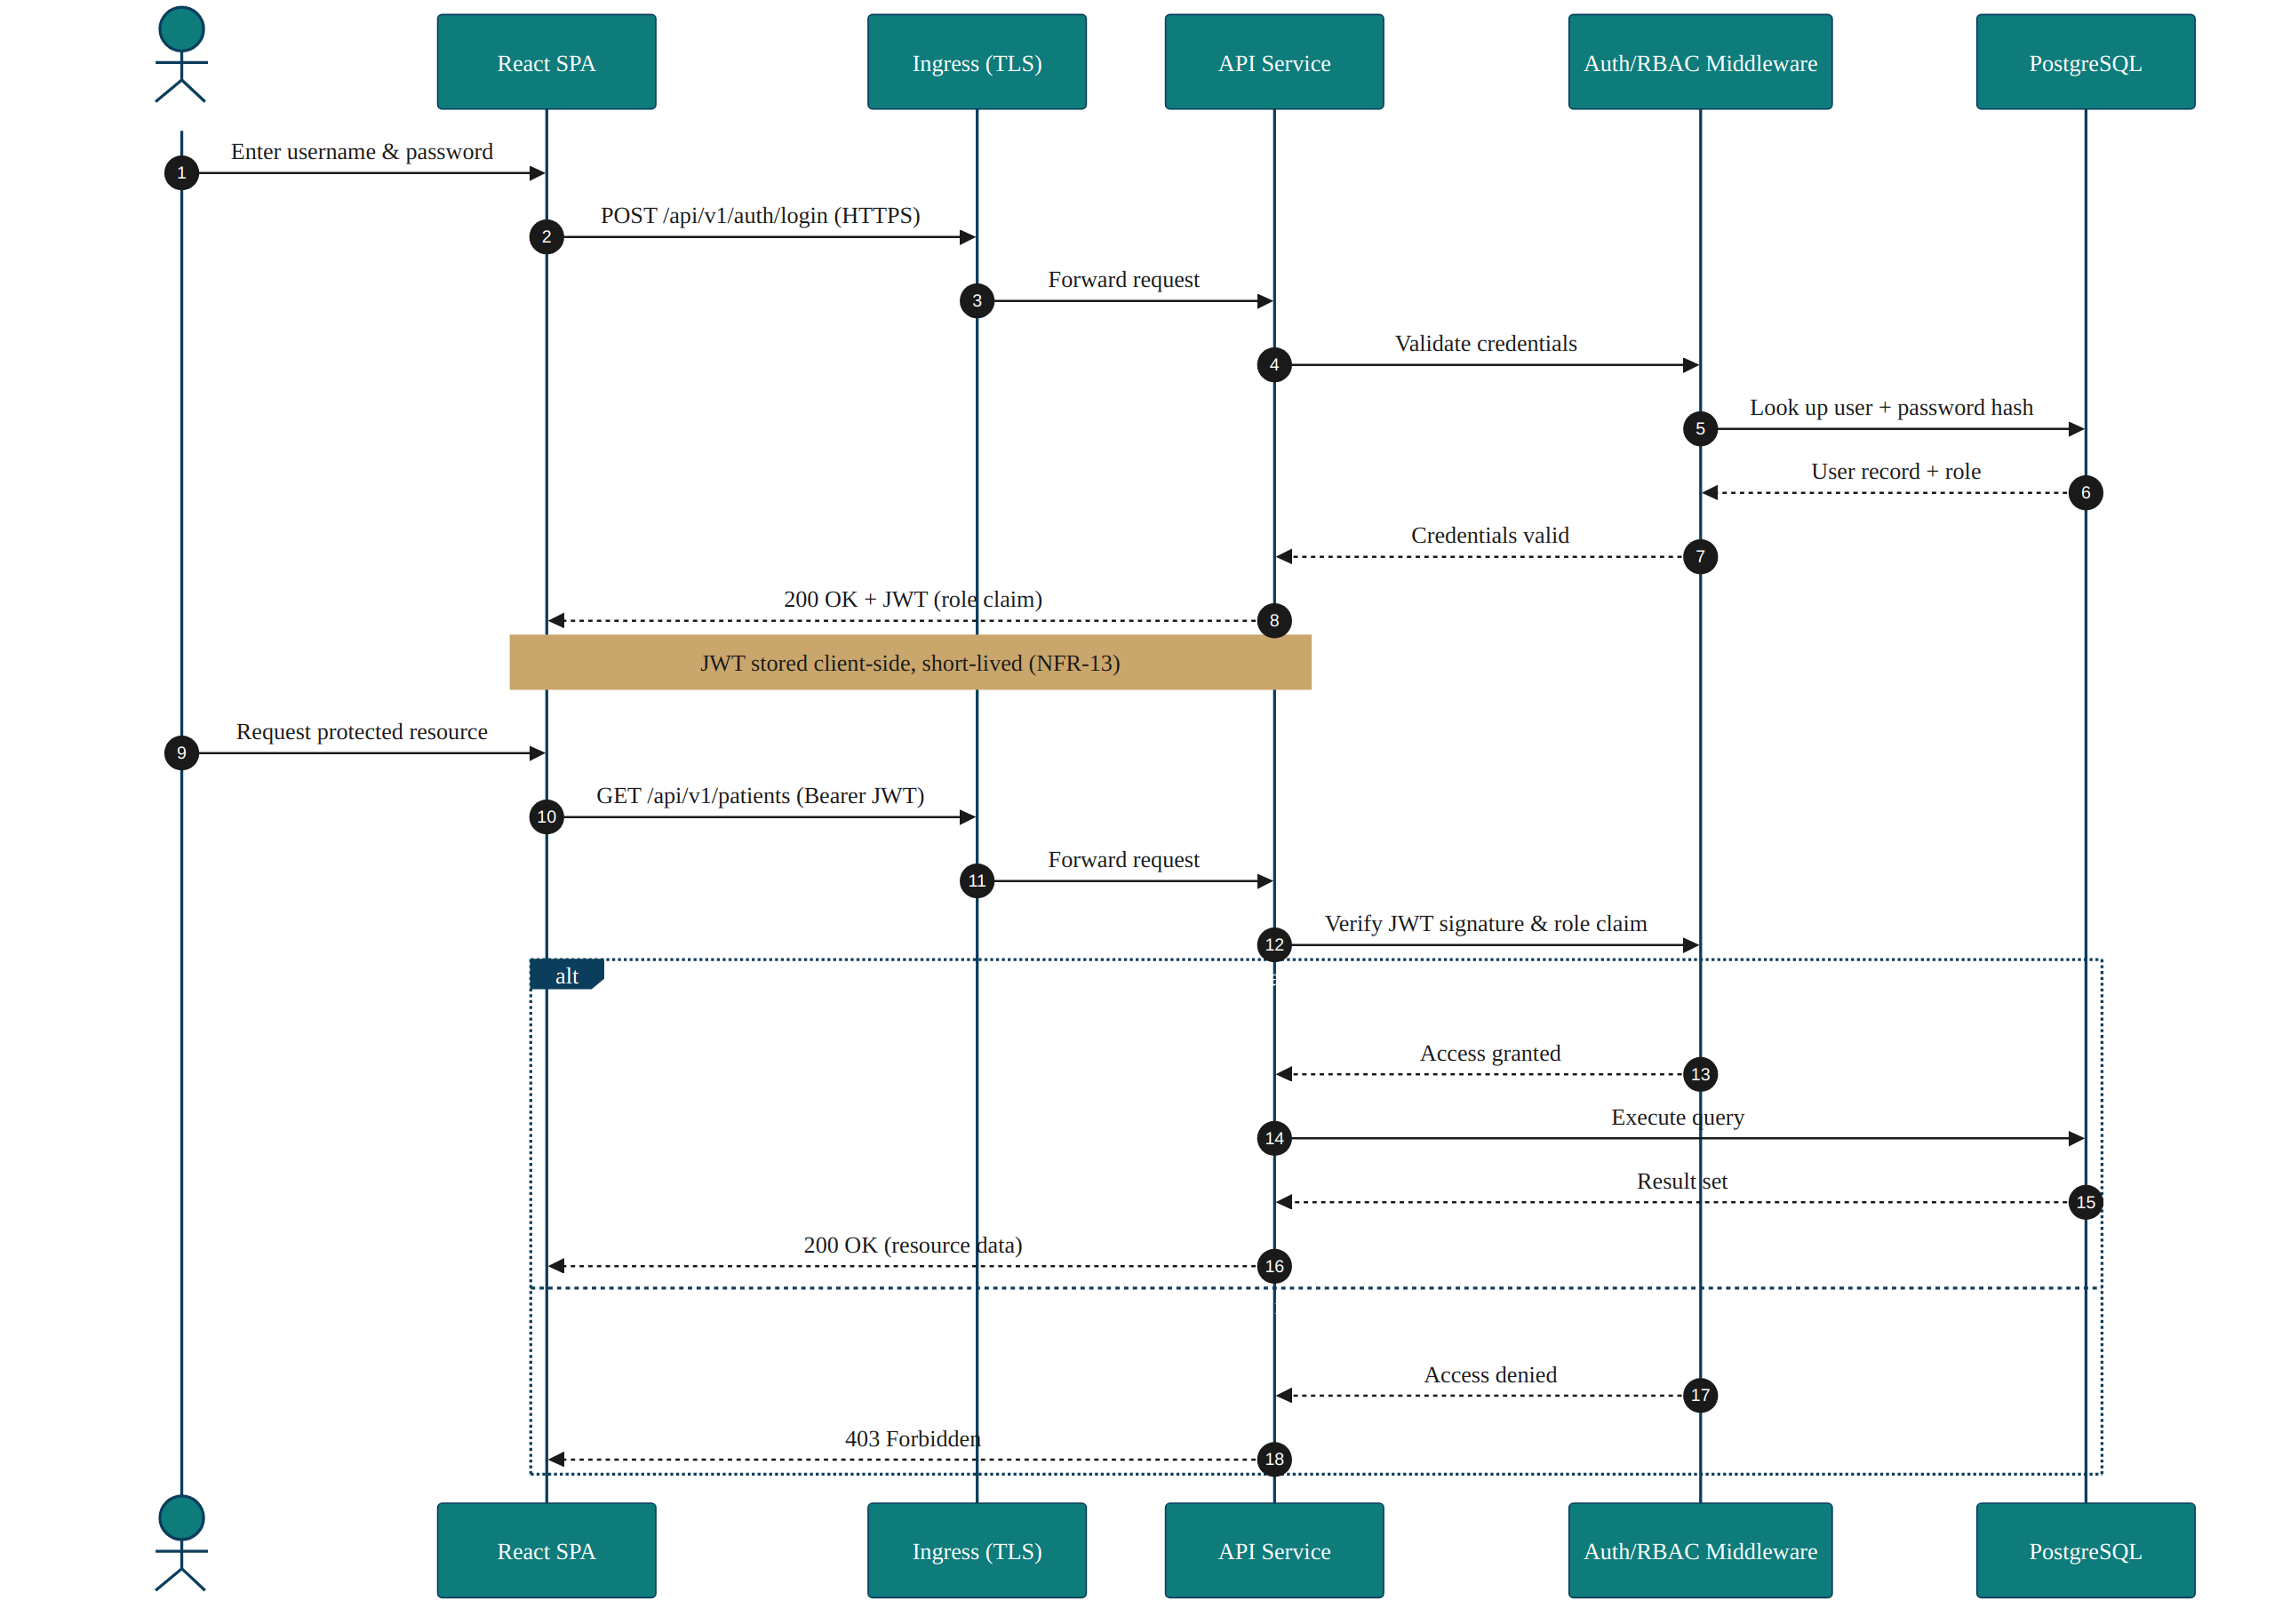 React SPA
Ingress (TLS)
API Service
Auth/RBAC Middleware
PostgreSQL
Enter username & password
1
POST /api/v1/auth/login (HTTPS)
2
Forward request
3
Validate credentials
4
Look up user + password hash
5
User record + role
6
Credentials valid
7
200 OK + JWT (role claim)
8
JWT stored client-side, short-lived (NFR-13)
Request protected resource
9
GET /api/v1/patients (Bearer JWT)
10
Forward request
11
Verify JWT signature & role claim
12
alt
Access granted
13
Execute query
14
Result set
15
200 OK (resource data)
16
Access denied
17
403 Forbidden
18
React SPA
Ingress (TLS)
API Service
Auth/RBAC Middleware
PostgreSQL